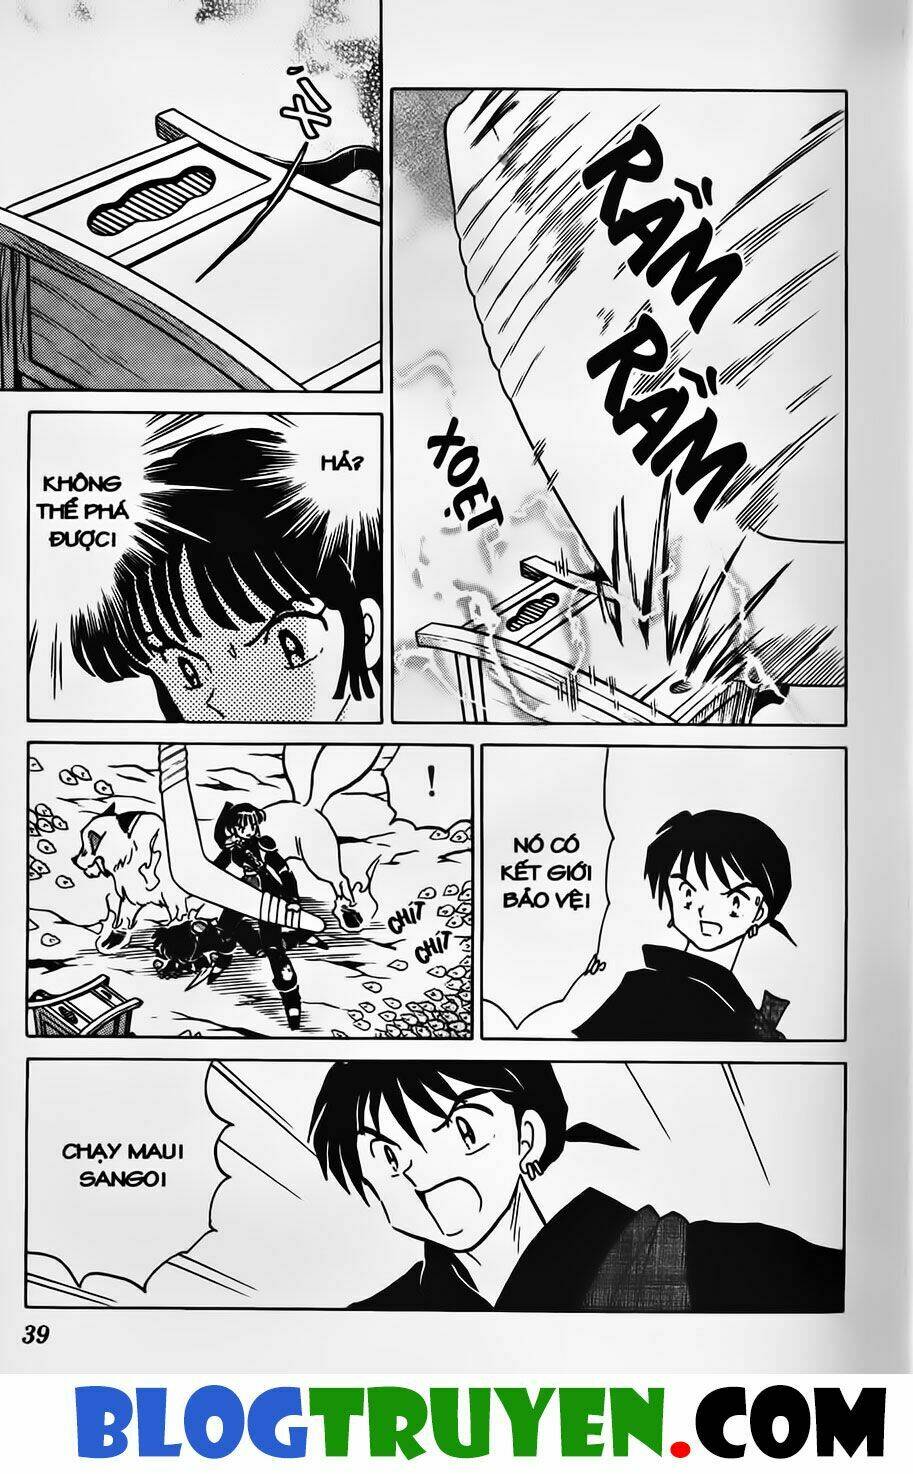 RẦM
RẦM
XOẸT
XÌ
HẢ?
KHÔNG
THỂ PHÁ
ĐƯỢC!
NÓ CÓ
KẾT GIỚI
BẢO VỆ!
!
CHÍT
CHÍT
CHẠY MAU!
SANGO!
39
BLOGTRUYEN.COM